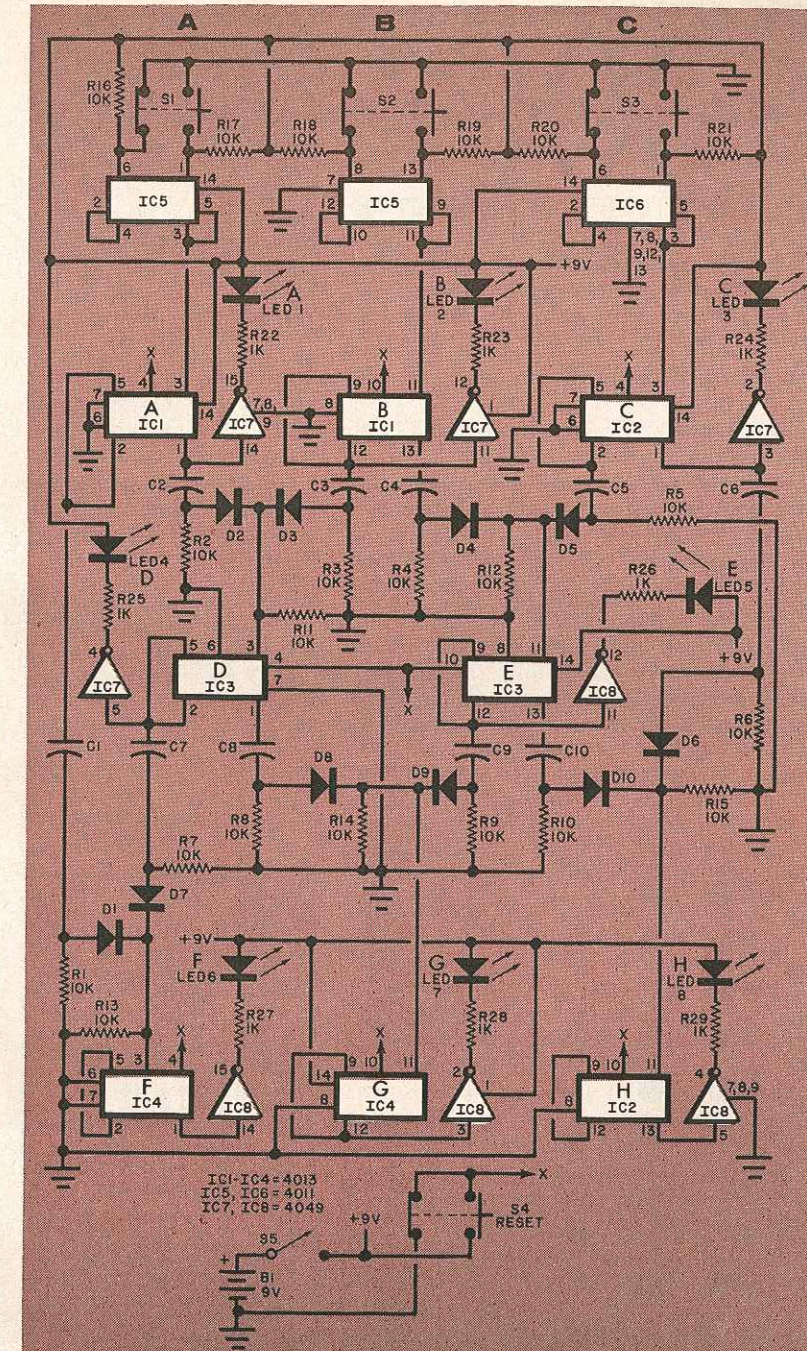 A B C
R16
10K
S1
S2
S3
R17
10K
R18
10K
R19
10K
R20
10K
R21
10K
6 1 14
2 5
IC5
4 3
7 8 13
12 9
IC5
10 11
14 6 1
2 5
IC6
4 7, 8, 3
9, 12,
13
+9V
A
LED 1
B
LED
2
C
LED
3
R22
1K
R23
1K
R24
1K
X
X
X
5 4 3
7
6
A
IC1
14
2 1
15
7, 8,
9
IC7
14
9 10 11
8
B
IC1
12 13
12
1
IC7
11
5 4 3
7
6
C
IC2
14
2 1
2
IC7
3
C2
C3
C4
C5
C6
R5
10K
D2
D3
D4
D5
LED4
D
R2
10K
R3
10K
R4
10K
R12
10K
R26
1K
E
LED5
R25
1K
R11
10K
+9V
4
IC7
5
5 6 3
D
IC3
4
7
2 1
X
9 8 11
10
E
IC3
14
12 13
12
IC8
11
R6
10K
C1
C7
C8
C9
C10
D6
D8
D9
D10
R15
10K
R8
10K
R14
10K
R9
10K
R10
10K
R7
10K
D7
D1
+9V
F
LED6
G
LED
7
H
LED
8
R1
10K
R13
10K
R27
1K
R28
1K
R29
1K
X
X
X
5 3 4
6
7
F
IC4
2 1
15
IC8
14
9 10 11
14
8
G
IC4
12
2
1
IC8
3
9 10 11
8
H
IC2
12 13
4
7,8,9
IC8
5
IC1-IC4=4013
IC5, IC6=4011
IC7, IC8=4049
X
S4
RESET
+9V
S5
+
B1
9V